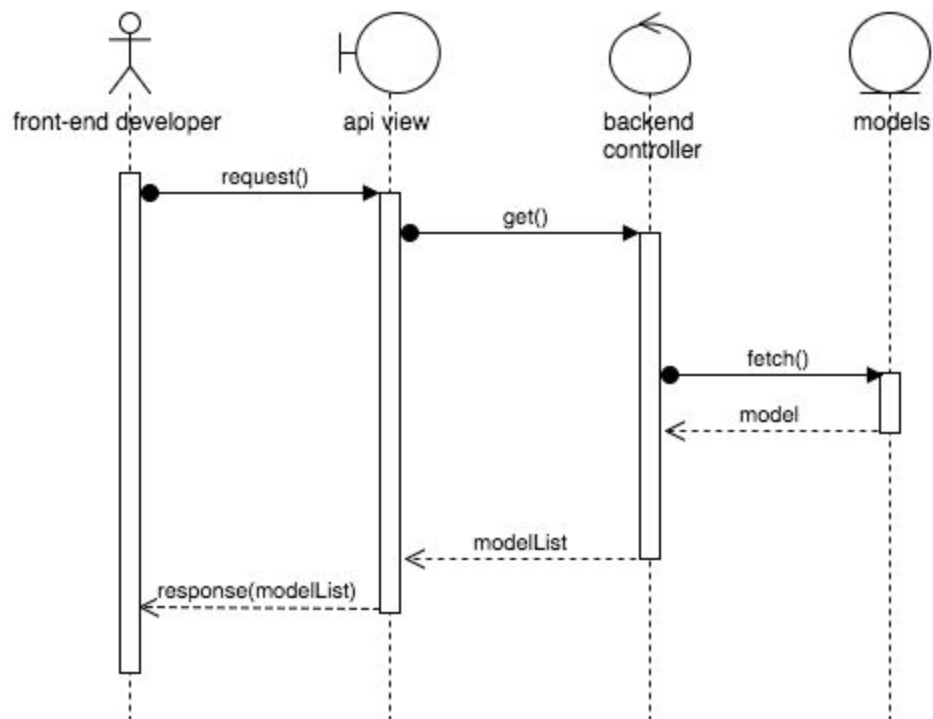 front-end developer
api view
backend
controller
models
request()
get()
fetch()
model
modelList
response(modelList)